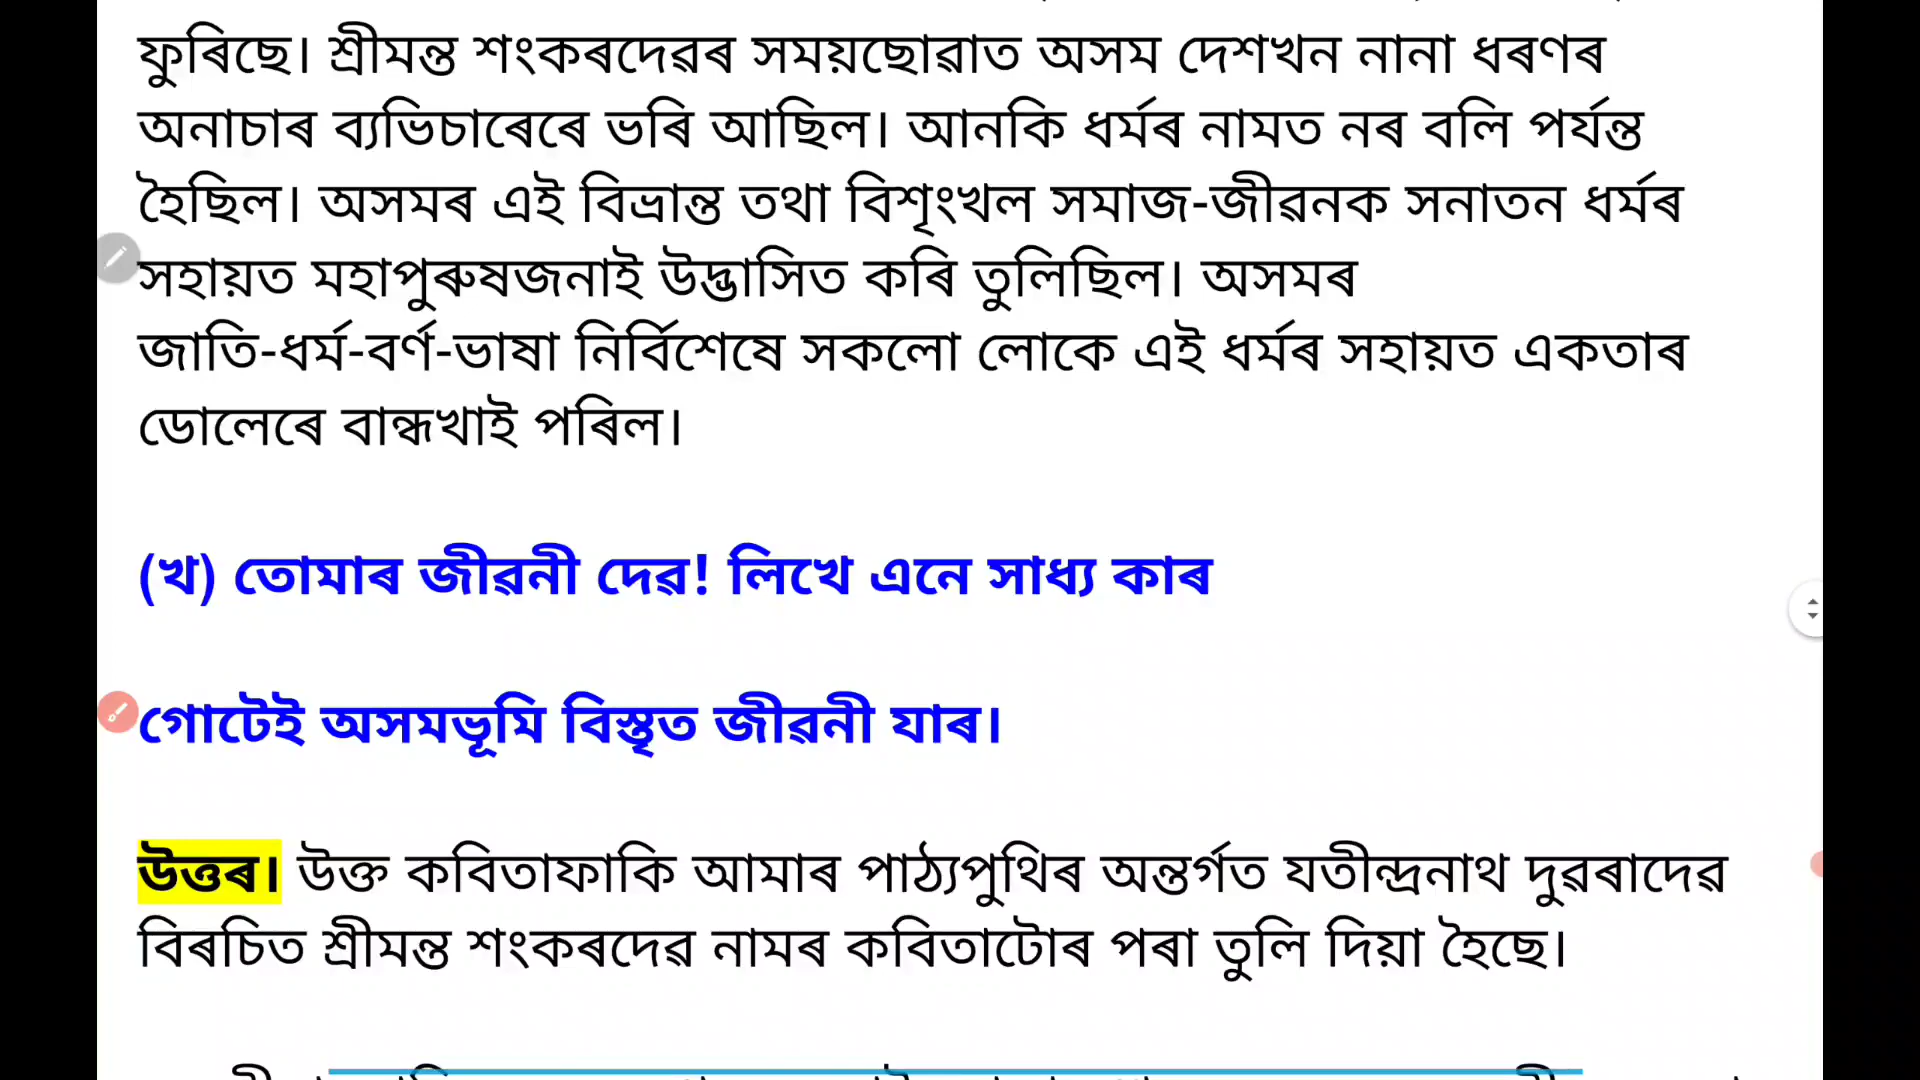 ফুৰিছে। শ্ৰীমন্ত শংকৰদেৱৰ সময়ছোৱাত অসম দেশখন নানা ধৰণৰ
অনাচাৰ ব্যভিচাৰেৰে ভৰি আছিল। আনকি ধৰ্মৰ নামত নৰ বলি পৰ্যন্ত
হৈছিল। অসমৰ এই বিভ্ৰান্ত তথা বিশৃংখল সমাজ-জীৱনক সনাতন ধৰ্মৰ
সহায়ত মহাপুৰুষজনাই উদ্ভাসিত কৰি তুলিছিল। অসমৰ
জাতি-ধৰ্ম-বৰ্ণ-ভাষা নিৰ্বিশেষে সকলো লোকে এই ধৰ্মৰ সহায়ত একতাৰ
ডোলেৰে বান্ধখাই পৰিল।
(খ) তোমাৰ জীৱনী দেৱ! লিখে এনে সাধ্য কাৰ
গোটেই অসমভূমি বিস্তৃত জীৱনী যাৰ।
উত্তৰ। উক্ত কবিতাফাকি আমাৰ পাঠ্যপুথিৰ অন্তৰ্গত যতীন্দ্ৰনাথ দুৱৰাদেৱ
বিৰচিত শ্ৰীমন্ত শংকৰদেৱ নামৰ কবিতাটোৰ পৰা তুলি দিয়া হৈছে।